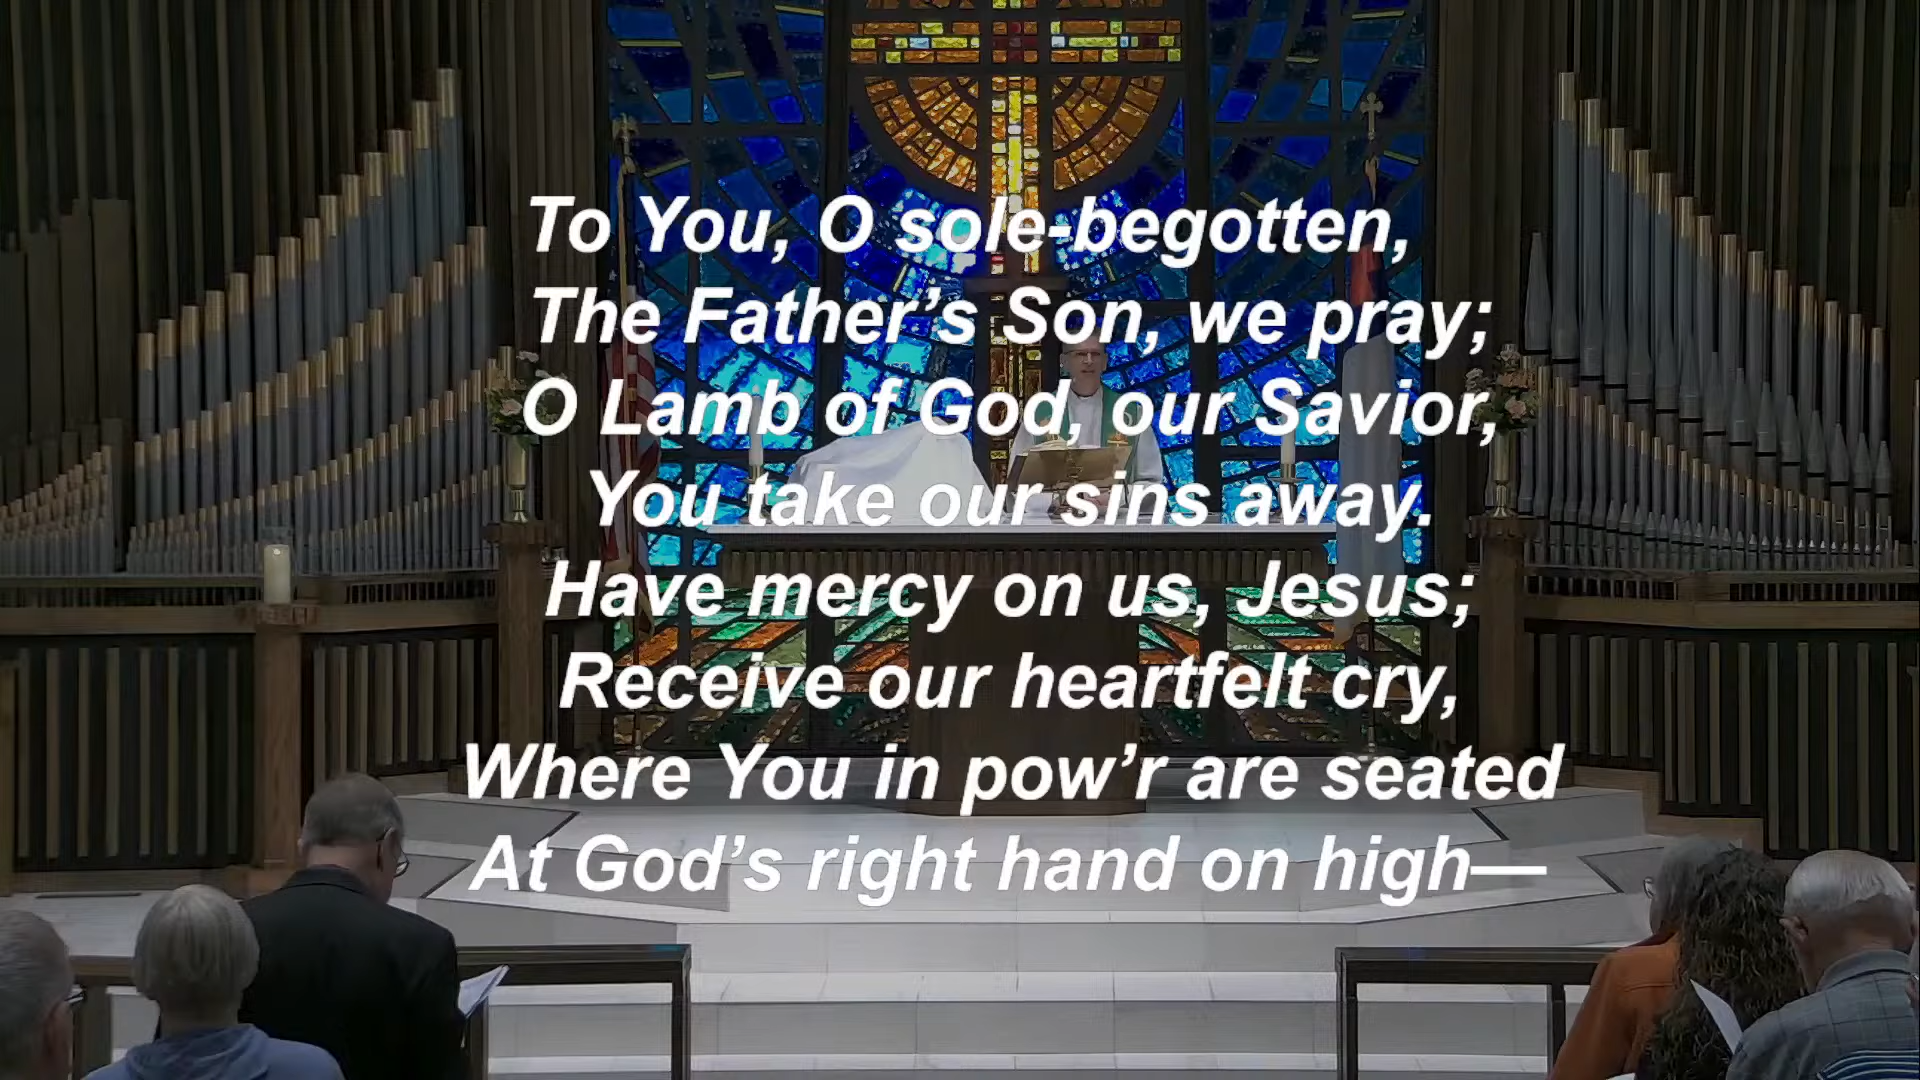 To You, O sole-begotten,
The Father’s Son, we pray;
O Lamb of God, our Savior,
You take our sins away.
Have mercy on us, Jesus;
Receive our heartfelt cry,
Where You in pow’r are seated
At God’s right hand on high—